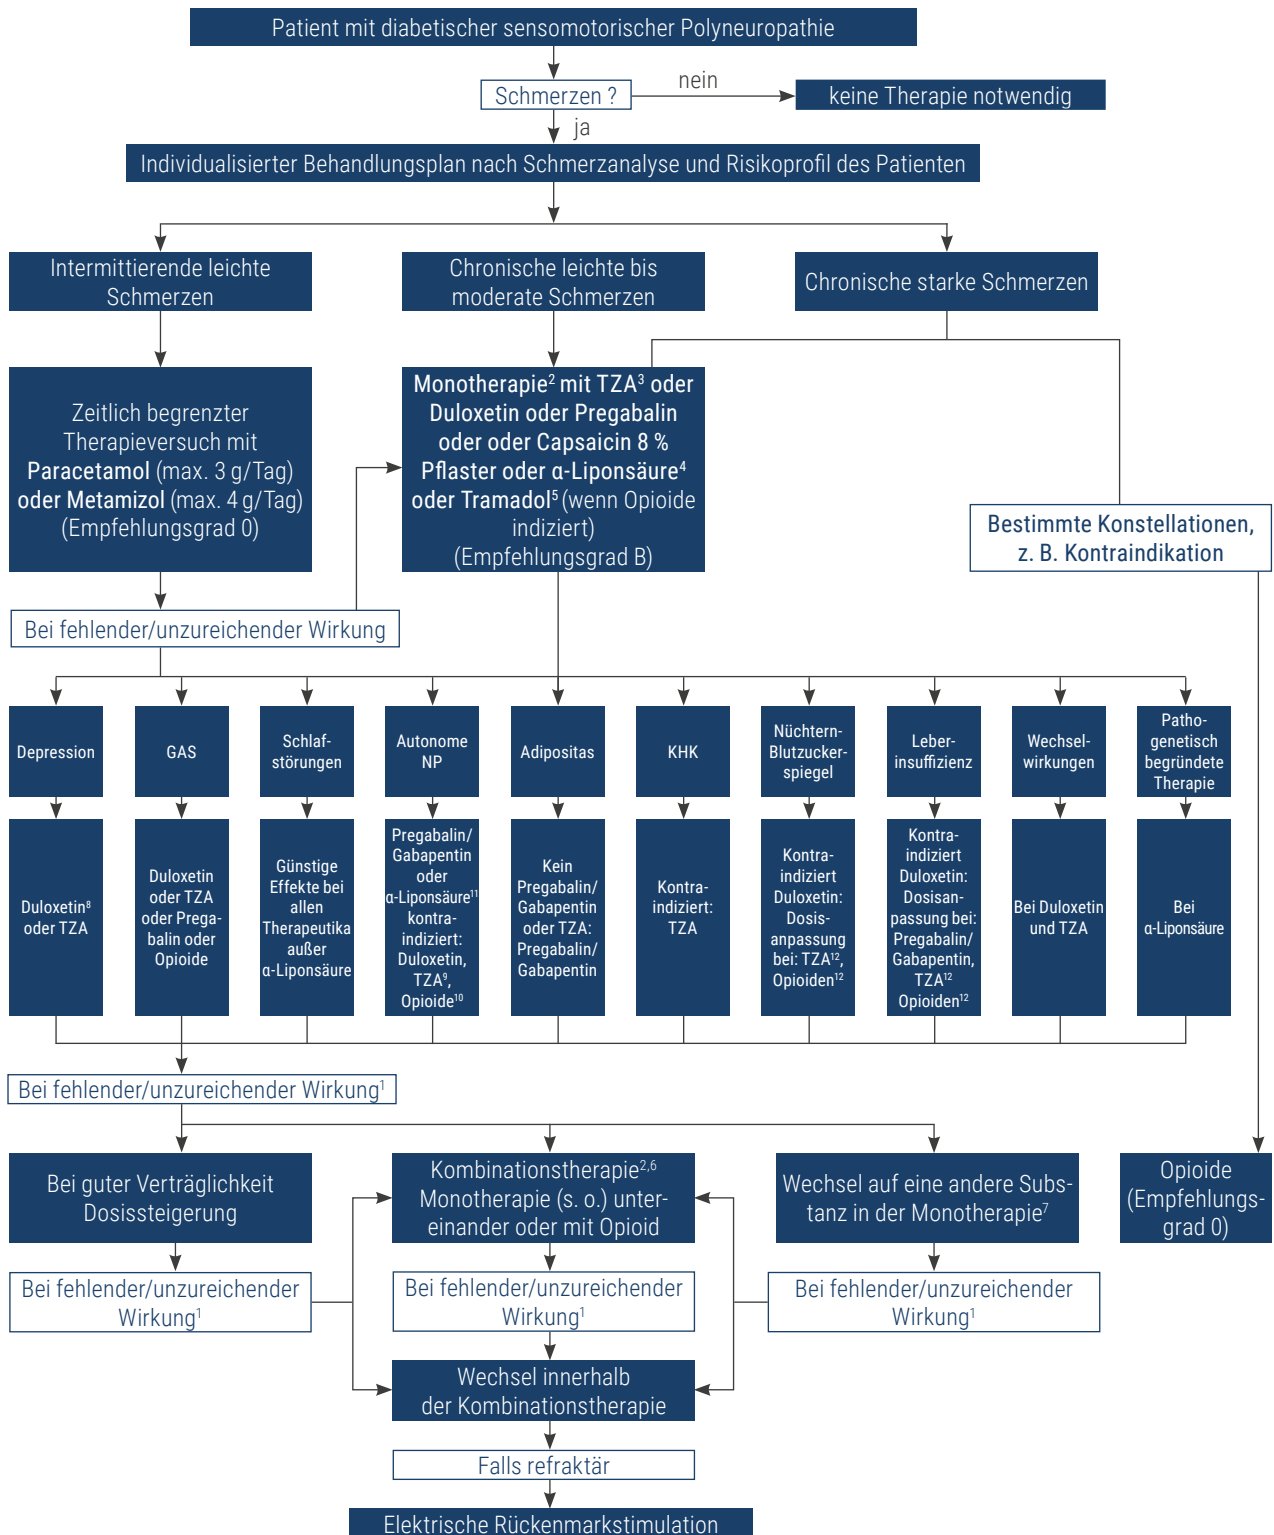 Patient mit diabetischer sensomotorischer Polyneuropathie
Schmerzen ?
nein
keine Therapie notwendig
ja
Individualisierter Behandlungsplan nach Schmerzanalyse und Risikoprofil des Patienten
Intermittierende leichte
Schmerzen
Chronische leichte bis
moderate Schmerzen
Chronische starke Schmerzen
Zeitlich begrenzter
Therapieversuch mit
Paracetamol (max. 3 g/Tag)
oder Metamizol (max. 4 g/Tag)
(Empfehlungsgrad 0)
Monotherapie² mit TZA³ oder
Duloxetin oder Pregabalin
oder oder Capsaicin 8 %
Pflaster oder α-Liponsäure⁴
oder Tramadol⁵ (wenn Opioide
indiziert)
(Empfehlungsgrad B)
Bestimmte Konstellationen,
z. B. Kontraindikation
Bei fehlender/unzureichender Wirkung
Depression
GAS
Schlaf-
störungen
Autonome
NP
Adipositas
KHK
Nüchtern-
Blutzucker-
spiegel
Leber-
insuffizienz
Wechsel-
wirkungen
Patho-
genetisch
begründete
Therapie
Duloxetin⁸
oder TZA
Duloxetin
oder TZA
oder Prega-
balin oder
Opioide
Günstige
Effekte bei
allen
Therapeutika
außer
α-Liponsäure
Pregabalin/
Gabapentin
oder
α-Liponsäure¹¹
kontra-
indiziert:
Duloxetin,
TZA⁹,
Opioide¹⁰
Kein
Pregabalin/
Gabapentin
oder TZA:
Pregabalin/
Gabapentin
Kontra-
indiziert:
TZA
Kontra-
indiziert
Duloxetin:
Dosis-
anpassung
bei: TZA¹²,
Opioiden¹²
Kontra-
indiziert
Duloxetin:
Dosisan-
passung bei:
Pregabalin/
Gabapentin,
TZA¹²
Opioiden¹²
Bei Duloxetin
und TZA
Bei
α-Liponsäure
Bei fehlender/unzureichender Wirkung¹
Bei guter Verträglichkeit
Dosissteigerung
Kombinationstherapie²,⁶
Monotherapie (s. o.) unter-
einander oder mit Opioid
Wechsel auf eine andere Subs-
tanz in der Monotherapie⁷
Opioide
(Empfehlungs-
grad 0)
Bei fehlender/unzureichender
Wirkung¹
Bei fehlender/unzureichender
Wirkung¹
Bei fehlender/unzureichender
Wirkung¹
Wechsel innerhalb
der Kombinationstherapie
Falls refraktär
Elektrische Rückenmarkstimulation